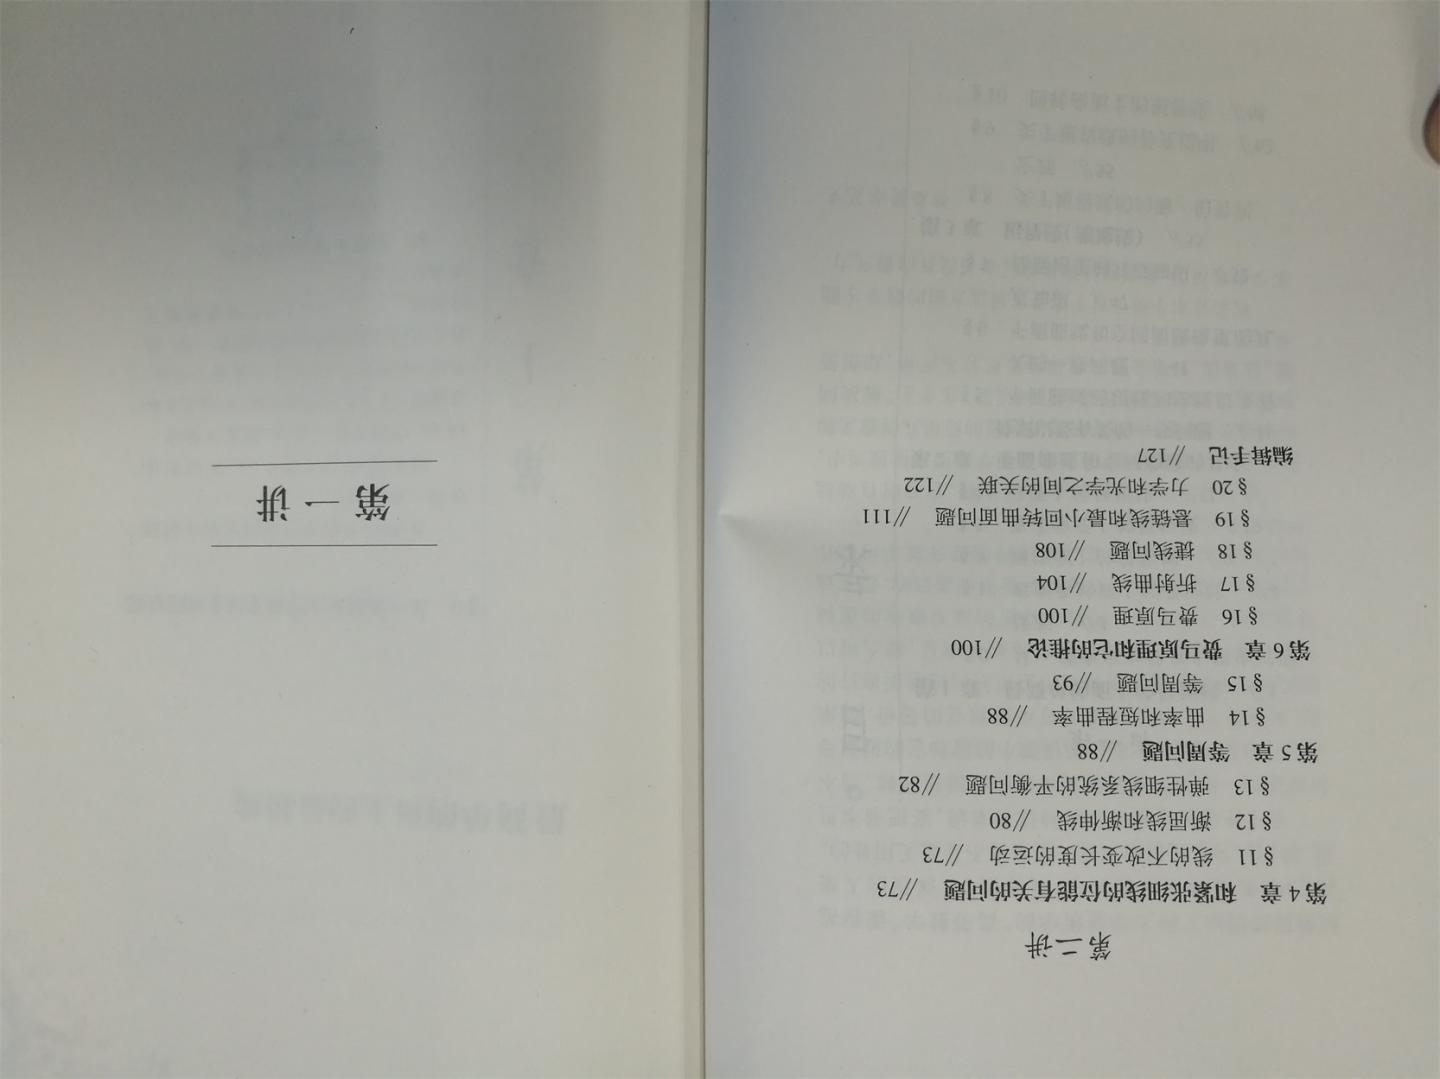 第二讲
第4章 和紧张细线的位能有关的问题 //73
§11 线的不改变长度的运动 //73
§12 渐屈线和渐伸线 //80
§13 弹性细线系统的平衡问题 //82
第5章 等周问题 //88
§14 曲率和短程曲率 //88
§15 等周问题 //93
第6章 费马原理和它的推论 //100
§16 费马原理 //100
§17 折射曲线 //104
§18 捷线问题 //108
§19 悬链线和最小回转曲面问题 //111
§20 力学和光学之间的关联 //122
编辑手记 //127
第一讲